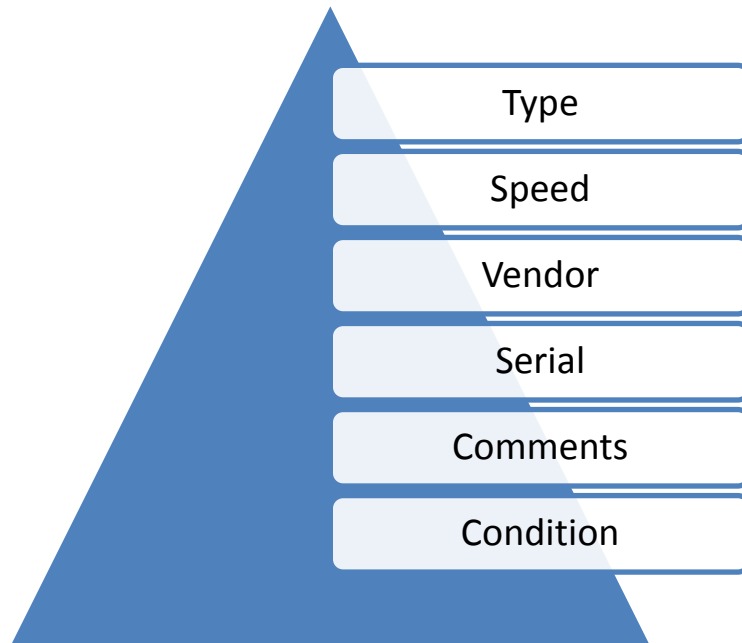 Type
Speed
Vendor
Serial
Comments
Condition